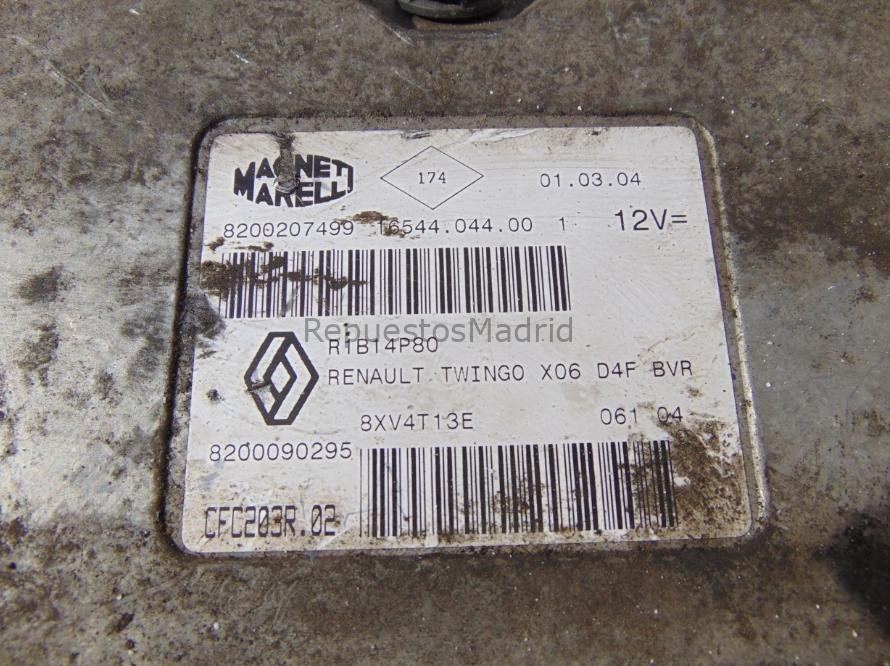 MAGNETI MARELLI 174 01.03.04
8200207499 16544.044.00 1 12V=
RepuestosMadrid
R1B14P80
RENAULT TWINGO X06 D4F BVR
8XV4T13E 061 04
8200090295
CFC203R.02